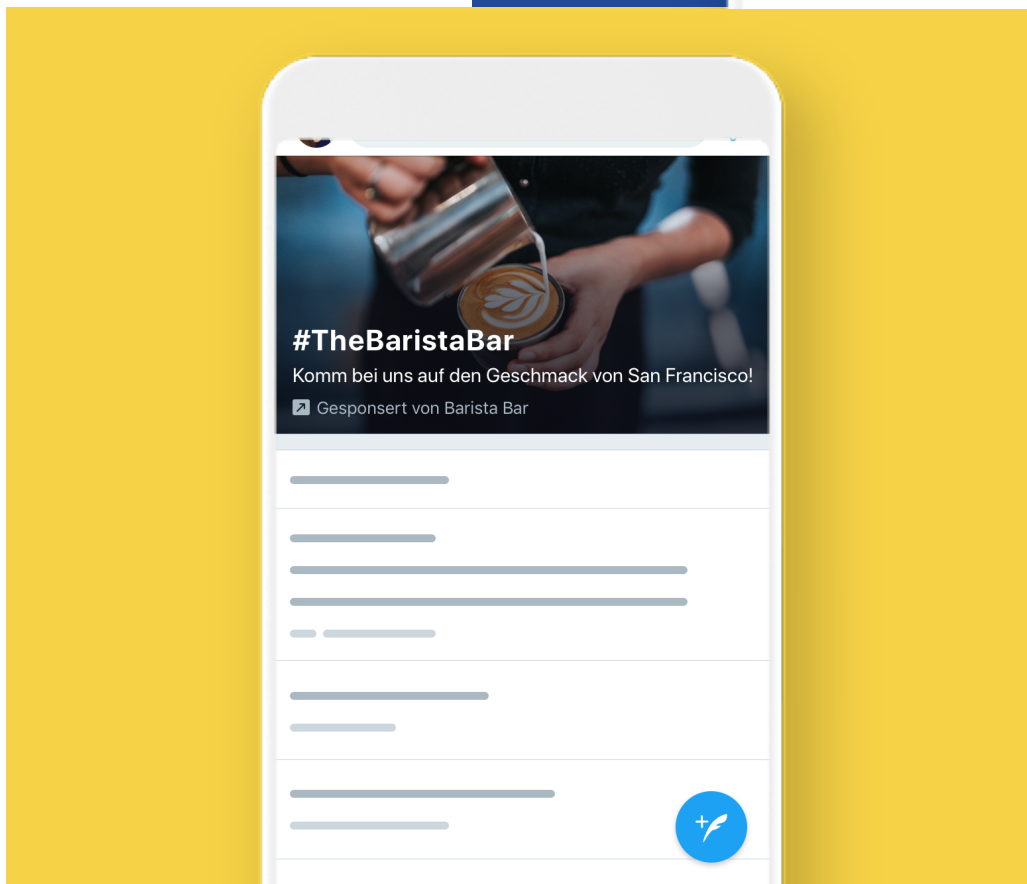 #TheBaristaBar
Komm bei uns auf den Geschmack von San Francisco!
Gesponsert von Barista Bar